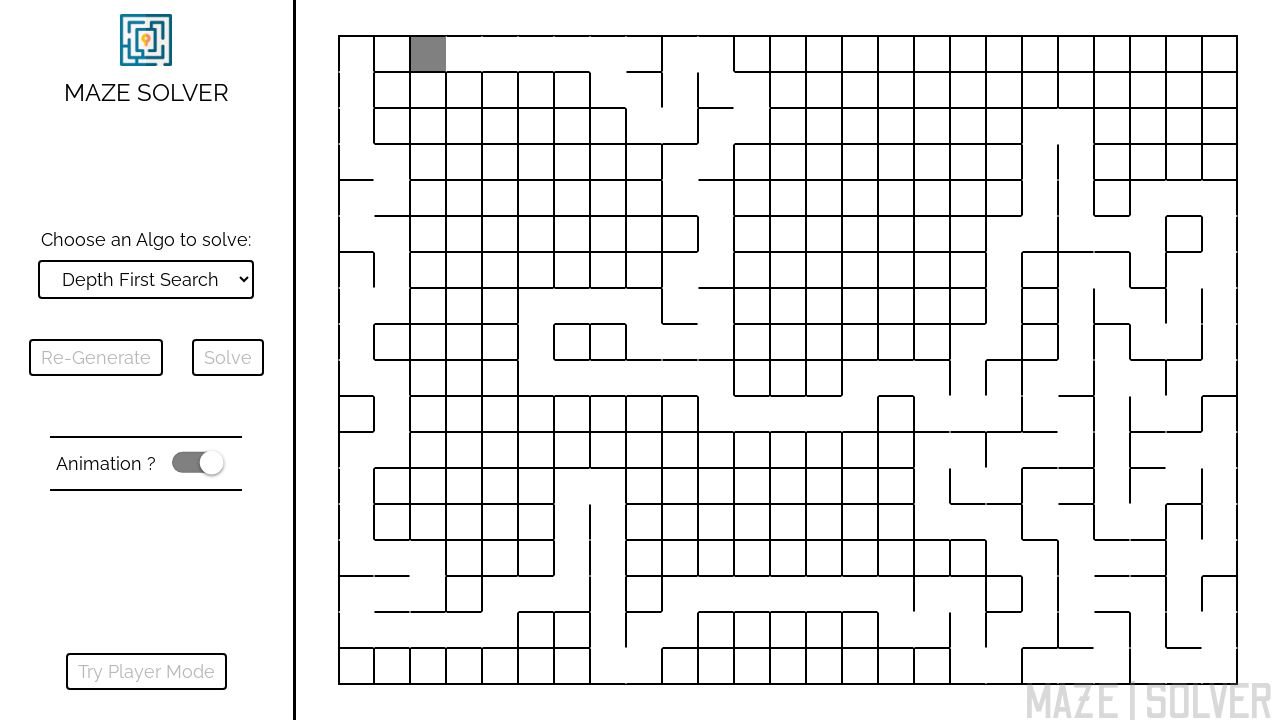 MAZE SOLVER
Choose an Algo to solve:
Depth First Search
Re-Generate
Solve
Animation ?
Try Player Mode
MAZE | SOLVER